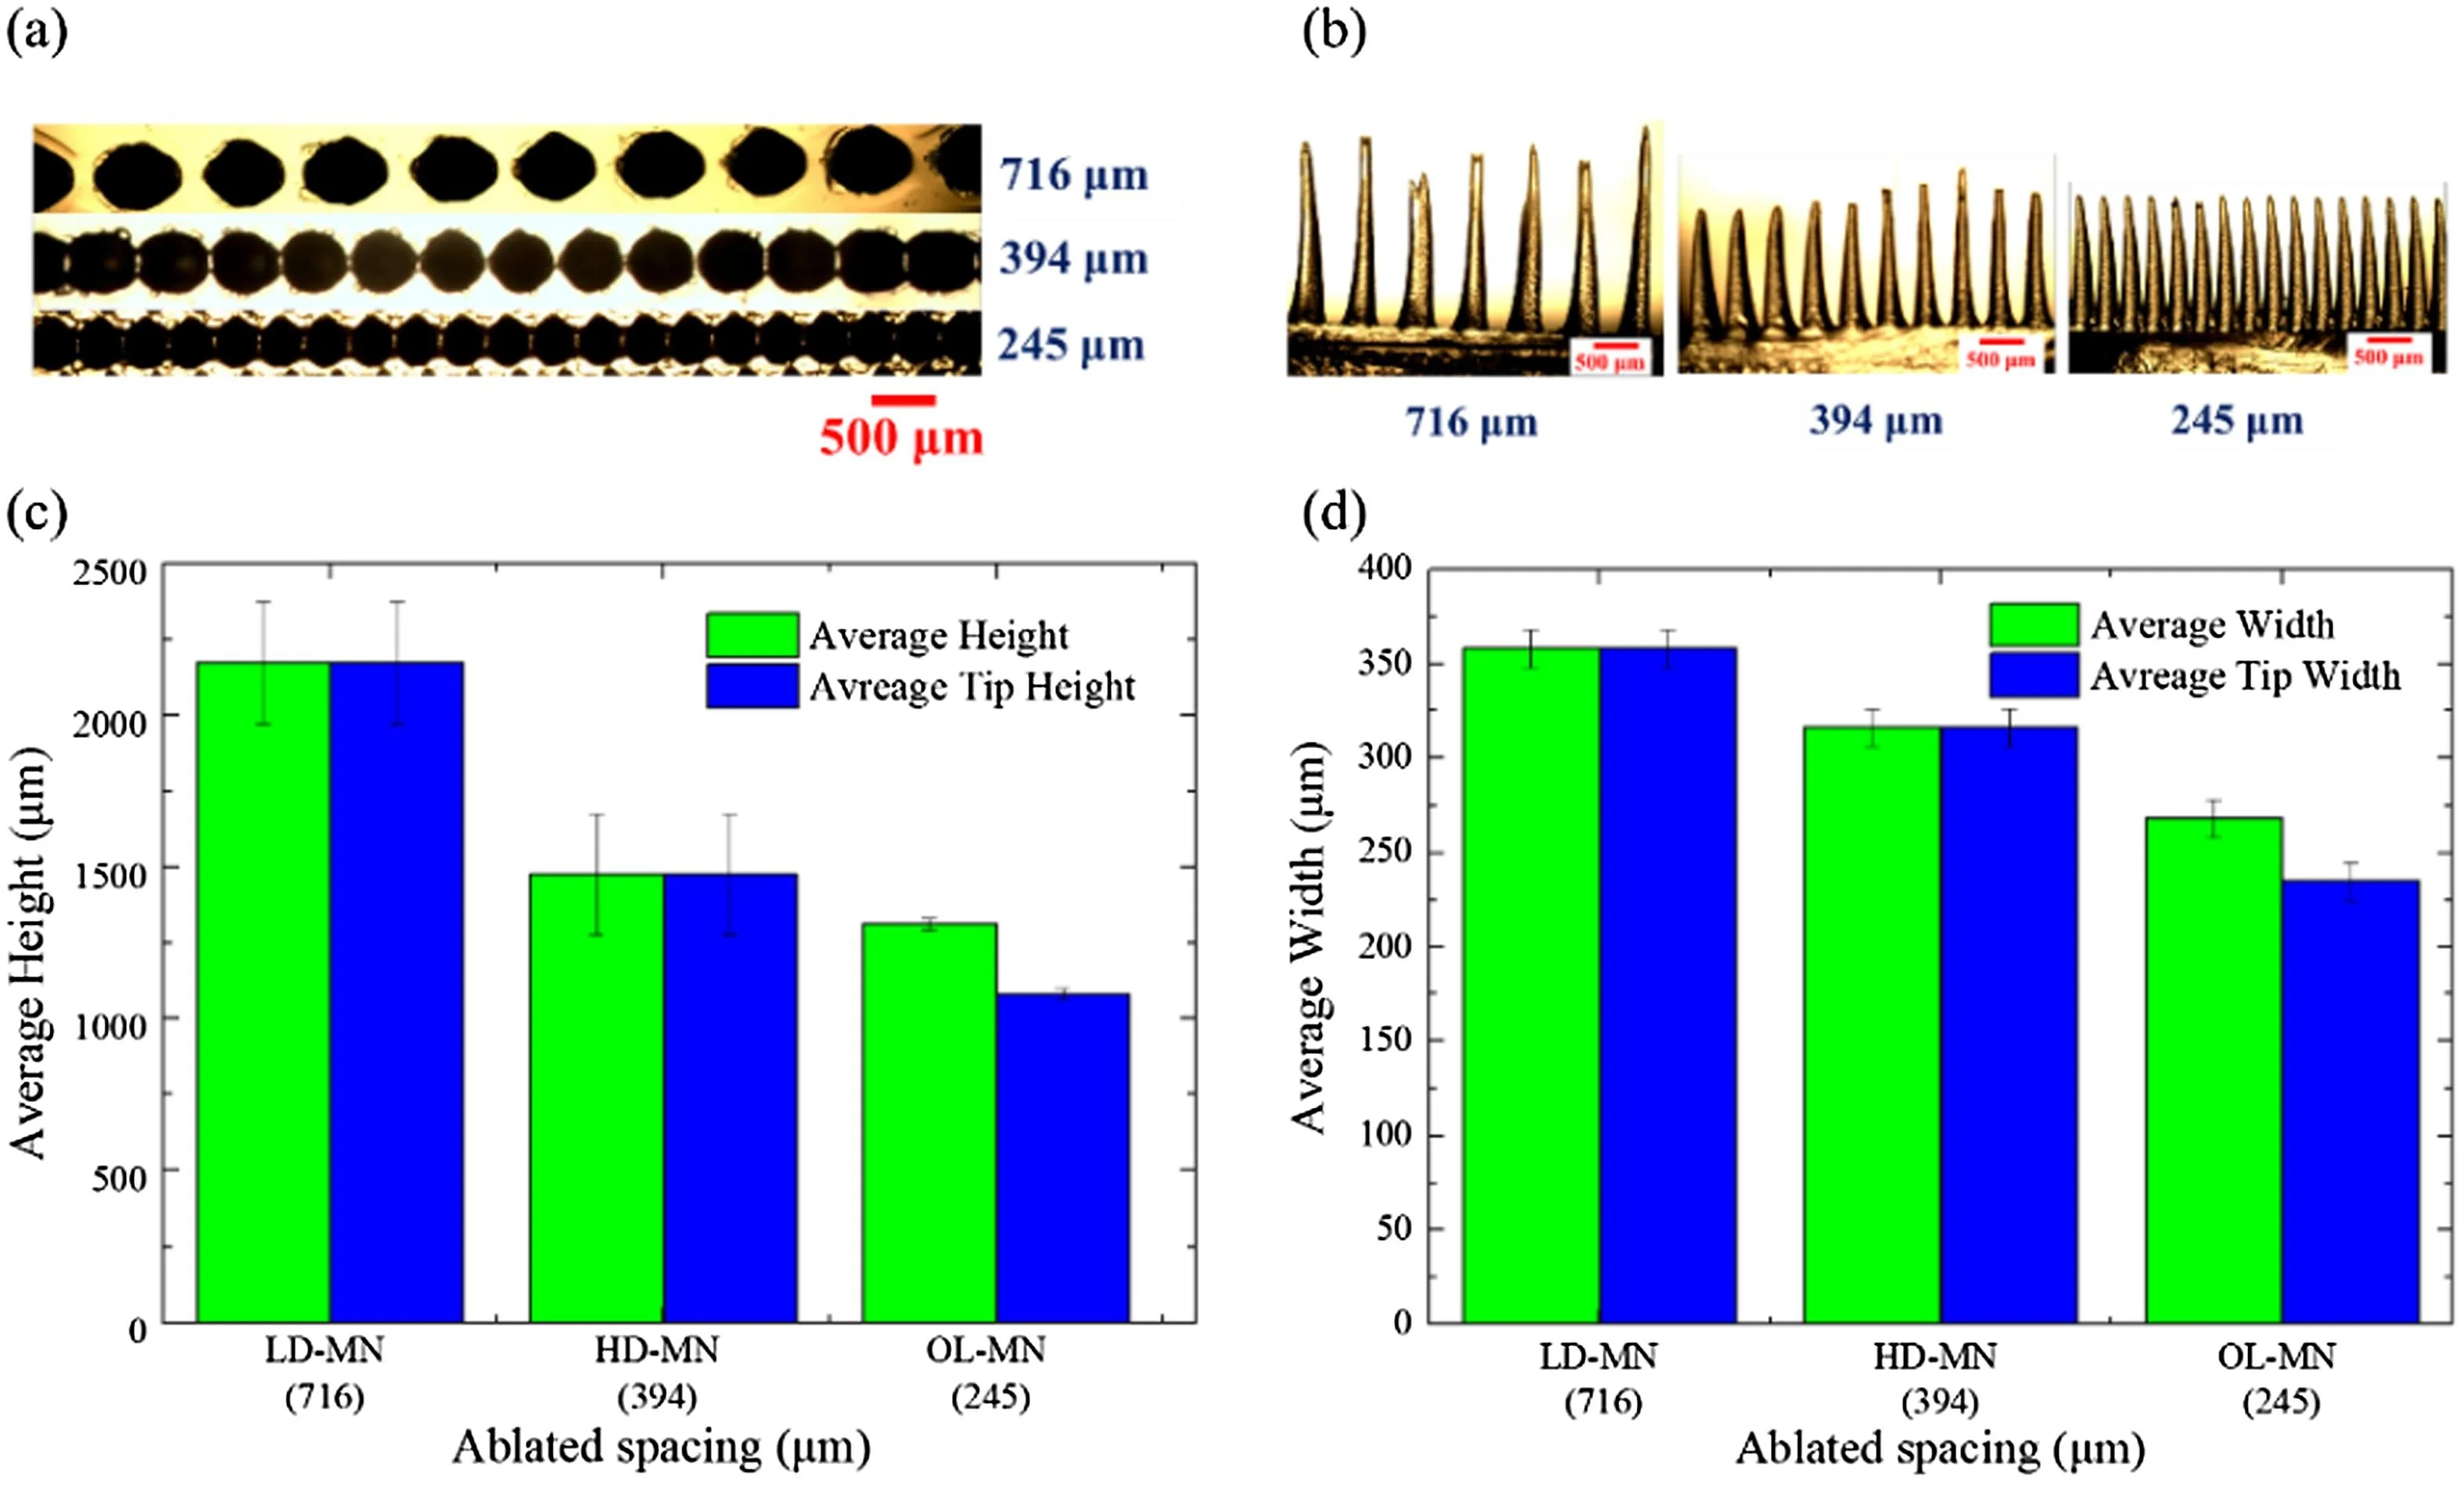 (a)
716 μm
394 μm
245 μm
500 μm
(b)
500 μm
500 μm
500 μm
716 μm
394 μm
245 μm
(c)
2500
2000
1500
1000
500
0
Average Height (μm)
Average Height
Avreage Tip Height
LD-MN
(716)
HD-MN
(394)
OL-MN
(245)
Ablated spacing (μm)
(d)
400
350
300
250
200
150
100
50
0
Average Width (μm)
Average Width
Avreage Tip Width
LD-MN
(716)
HD-MN
(394)
OL-MN
(245)
Ablated spacing (μm)